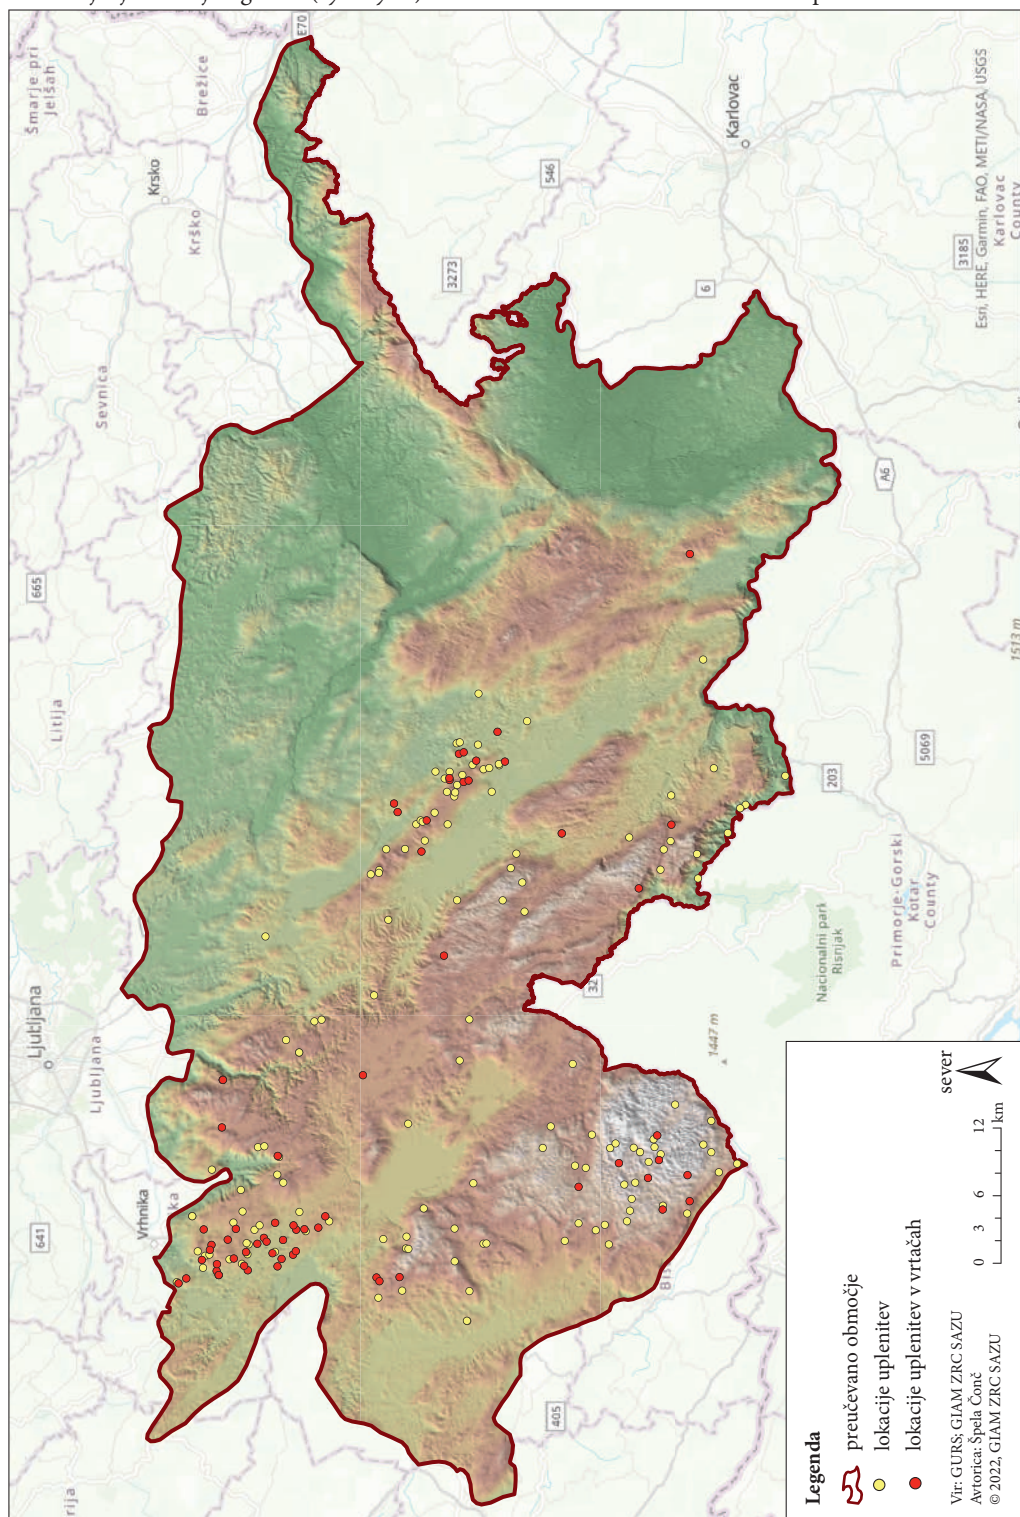 E70
Šmarje pri
Jelšah
Brežice
Krsko
Krško
Sevnica
665
Litija
Ljubljana
Ljubljana
Vrhnika
641
rija
546
3273
Karlovac
6
3185
Karlovac
County
Esri, HERE, Garmin, FAO, METI/NASA, USGS
A6
1513 m
203
5069
Primorje-Gorski
Kotar
County
Nacionalni park
Risnjak
32
1447 m
405
Legenda
preučevano območje
lokacije uplenitev
lokacije uplenitev v vrtačah
sever
0 3 6 12
km
Vir: GURS; GIAM ZRC SAZU
Avtorica: Špela Čonč
© 2022, GIAM ZRC SAZU